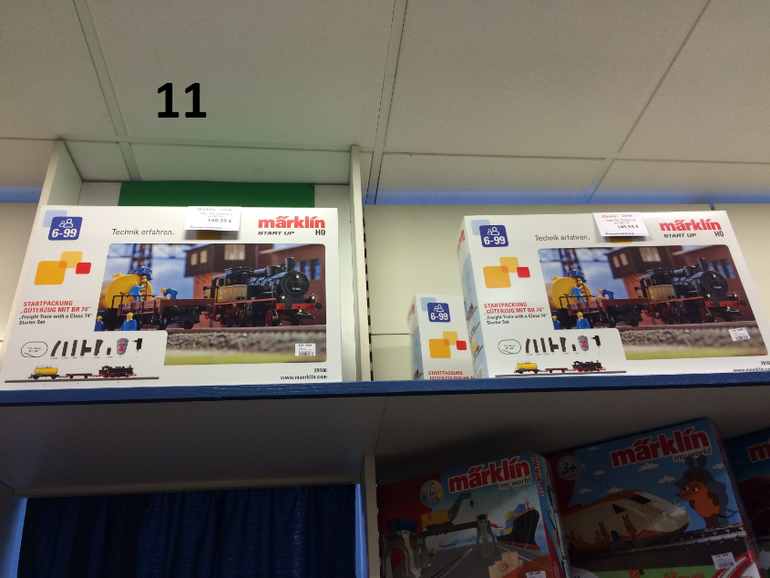 11
149,99 €
6-99
Technik erfahren.
märklin
START UP
H0
STARTPACKUNG
„GÜTERZUG MIT BR 74“
„Freight Train with a Class 74“
Starter Set
29166
www.maerklin.com
6-99
STARTPACKUNG
149,99 €
6-99
Technik erfahren.
märklin
START UP
H0
STARTPACKUNG
„GÜTERZUG MIT BR 74“
„Freight Train with a Class 74“
Starter Set
märklin
my world
3+
märklin
my world